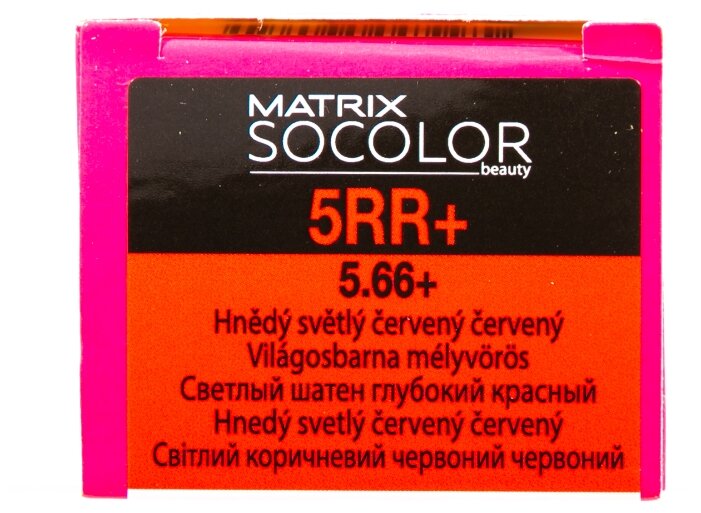 MATRIX
SOCOLOR
beauty
5RR+
5.66+
Hnědý světlý červený červený
Világosbarna mélyvörös
Светлый шатен глубокий красный
Hnedý svetlý červený červený
Світлий коричневий червоний червоний